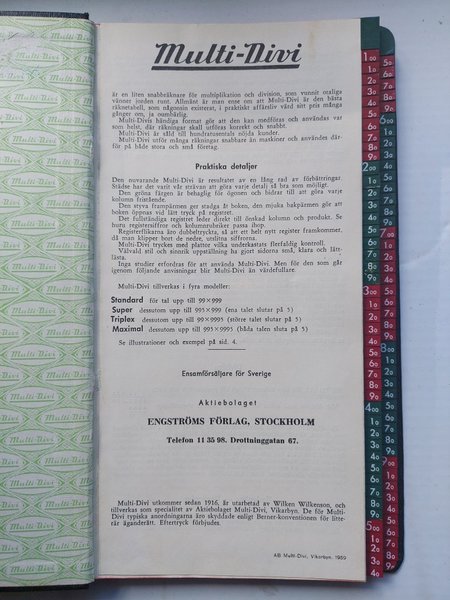 Multi-Divi
är en liten snabbräknare för multiplikation och division, som vunnit otaliga
vänner jorden runt. Allmänt är man ense om att Multi-Divi är den bästa
räknetabell, som någonsin existerat, i praktiskt affärsliv värd sitt pris många
gånger om, ja oumbärlig.
Multi-Divis händiga format gör att den kan medföras och användas var
som helst, där räkningar skall utföras korrekt och snabbt.
Multi-Divi är såld till hundratusentals nöjda kunder.
Multi-Divi utför många räkningar snabbare än maskiner och användes där-
för på både stora och små företag.
Praktiska detaljer
Den nuvarande Multi-Divi är resultatet av en lång rad av förbättringar.
Städse har det varit vår strävan att göra varje detalj så bra som möjligt.
Den gröna färgen är behaglig för ögonen och bidrar till att göra varje
kolumn fristående.
Den styva frampärmen ger stadga åt boken, den mjuka bakpärmen gör att
boken öppnas vid lätt tryck på registret.
Det fullständiga registret leder direkt till önskad kolumn och produkt. Se
huru registersiffror och kolumnrubriker passa ihop.
Registerflikarna äro dubbeltryckta, så att ett helt nytt register framkommer,
då man klipper bort de nedre, utslitna siffrorna.
Multi-Divi tryckes med plattor vilka underkastats flerfaldig kontroll.
Välvald stil och sinnrik uppställning ha gjort sidorna små, klara och lätt-
lästa.
Inga studier erfordras för att använda Multi-Divi. Men för den som går
igenom följande anvisningar blir Multi-Divi än värdefullare.
Multi-Divi tillverkas i fyra modeller:
Standard för tal upp till 99×999
Super dessutom upp till 995×999 (ena talet slutar på 5)
Triplex dessutom upp till 99×9995 (större talet slutar på 5)
Maximal dessutom upp till 995×9995 (båda talen sluta på 5)
Se illustrationer och exempel på sid. 4.
Ensamförsäljare för Sverige
Aktiebolaget
ENGSTRÖMS FÖRLAG, STOCKHOLM
Telefon 11 35 98. Drottninggatan 67.
Multi-Divi utkommer sedan 1916, är utarbetad av Wilken Wilkenson, och
tillverkas som specialitet av Aktiebolaget Multi-Divi, Vikarbyn. De för Multi-
Divi typiska anordningarna äro skyddade enligt Berner-konventionen för litte-
rär äganderätt. Eftertryck förbjudes.
AB Multi-Divi, Vikarbyn. 1959